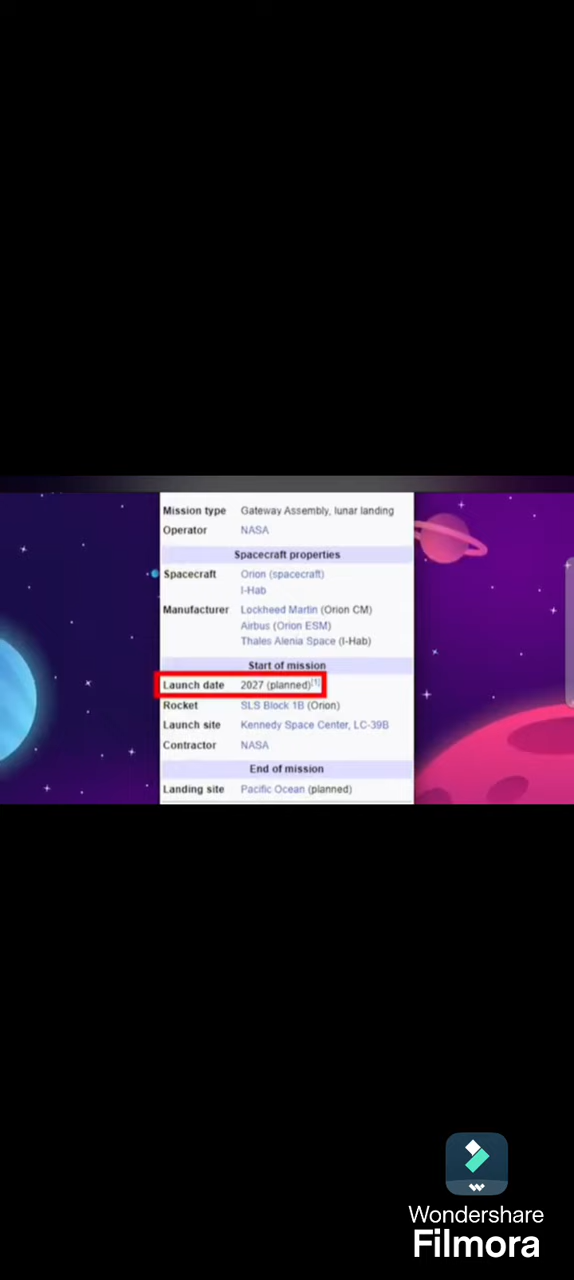 Mission type Gateway Assembly, lunar landing
Operator NASA
Spacecraft properties
Spacecraft Orion (spacecraft)
I-Hab
Manufacturer Lockheed Martin (Orion CM)
Airbus (Orion ESM)
Thales Alenia Space (I-Hab)
Start of mission
Launch date 2027 (planned)[1]
Rocket SLS Block 1B (Orion)
Launch site Kennedy Space Center, LC-39B
Contractor NASA
End of mission
Landing site Pacific Ocean (planned)
Wondershare
Filmora